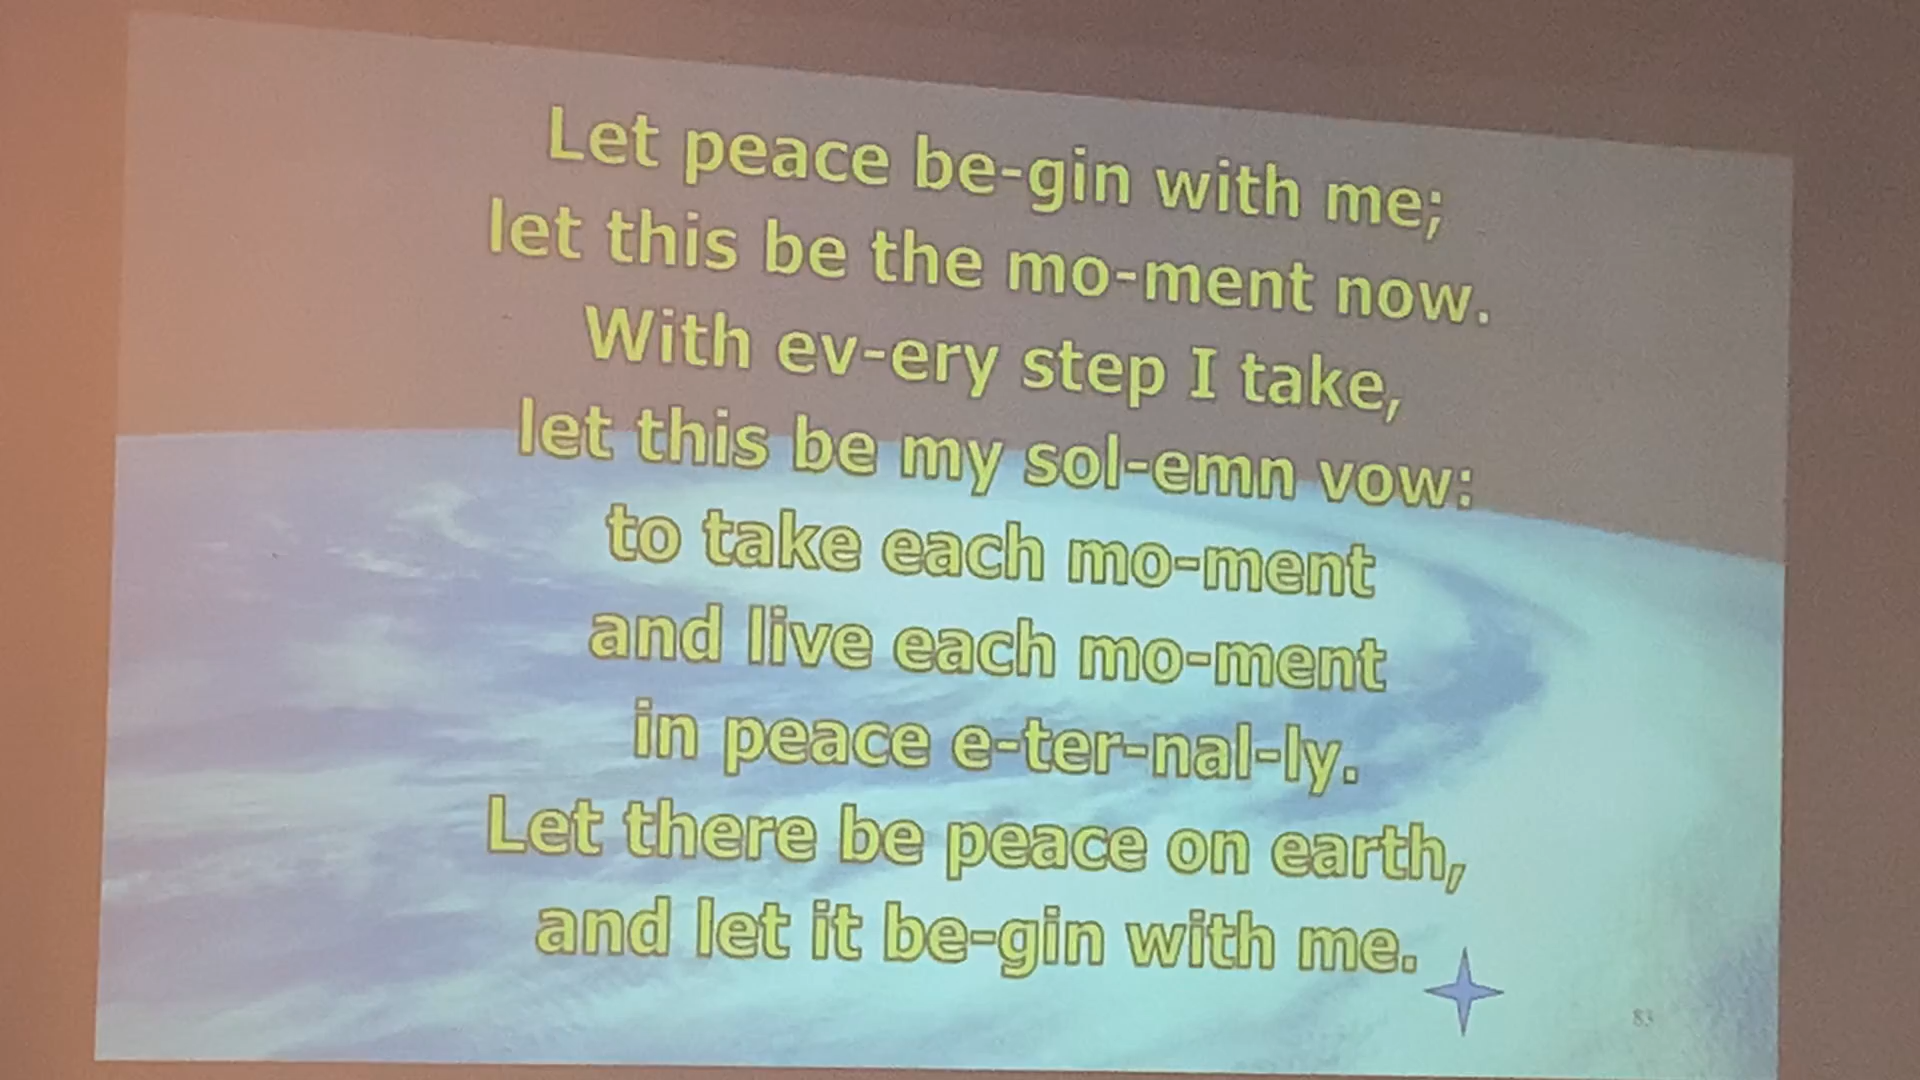 Let peace be-gin with me;
let this be the mo-ment now.
With ev-ery step I take,
let this be my sol-emn vow:
to take each mo-ment
and live each mo-ment
in peace e-ter-nal-ly.
Let there be peace on earth,
and let it be-gin with me.
83